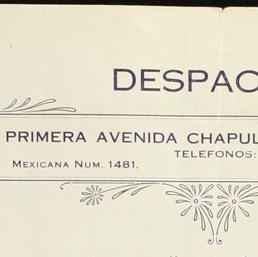 DESPAC
PRIMERA AVENIDA CHAPUL
TELEFONOS:
MEXICANA NUM. 1481.